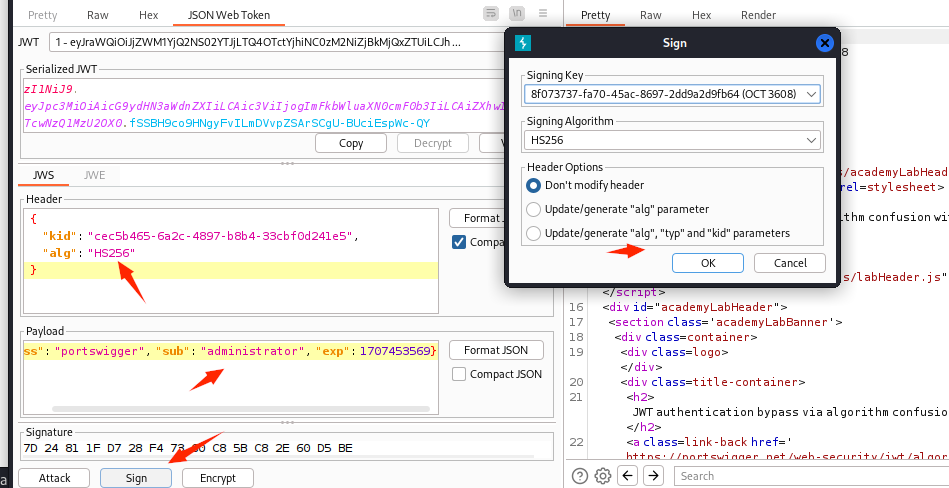 Pretty Raw Hex JSON Web Token
JWT 1 - eyJraWQiOiJjZWM1YjQ2NS02YTJjLTQ4OTctYjhiNC0zM2NiZjBkMjQxZTUiLCJh ...
Serialized JWT
zI1NiJ9.
eyJpc3MiOiAicG9ydHN3aWdnZXIiLCAic3ViIjogImFkbWluaXN0cmF0b3IiLCAiZXhwI
TcwNzQ1MzU2OX0.fSSBH9co9HNgyFvILmDVvpZSArSCgU-BUciEspWc-QY
Copy Decrypt V
JWS JWE
Header
{
"kid": "cec5b465-6a2c-4897-b8b4-33cbf0d241e5",
"alg": "HS256"
}
Format J
Compa
Payload
ss": "portswigger", "sub": "administrator", "exp": 1707453569}
Format JSON
Compact JSON
Signature
7D 24 81 1F D7 28 F4 73 60 C8 5B C8 2E 60 D5 BE
Attack Sign Encrypt
Sign
Signing Key
8f073737-fa70-45ac-8697-2dd9a2d9fb64 (OCT 3608)
Signing Algorithm
HS256
Header Options
Don't modify header
Update/generate "alg" parameter
Update/generate "alg", "typ" and "kid" parameters
OK Cancel
Pretty Raw Hex Render
8
s/academyLabHead
rel=stylesheet>
ithm confusion wit
s/labHeader.js"
</script>
16 <div id="academyLabHeader">
17 <section class='academyLabBanner'>
18 <div class=container>
19 <div class=logo>
</div>
20 <div class=title-container>
21 <h2>
JWT authentication bypass via algorithm confusio
</h2>
22 <a class=link-back href='
https://portswigger.net/web-security/jwt/algor
Search
a